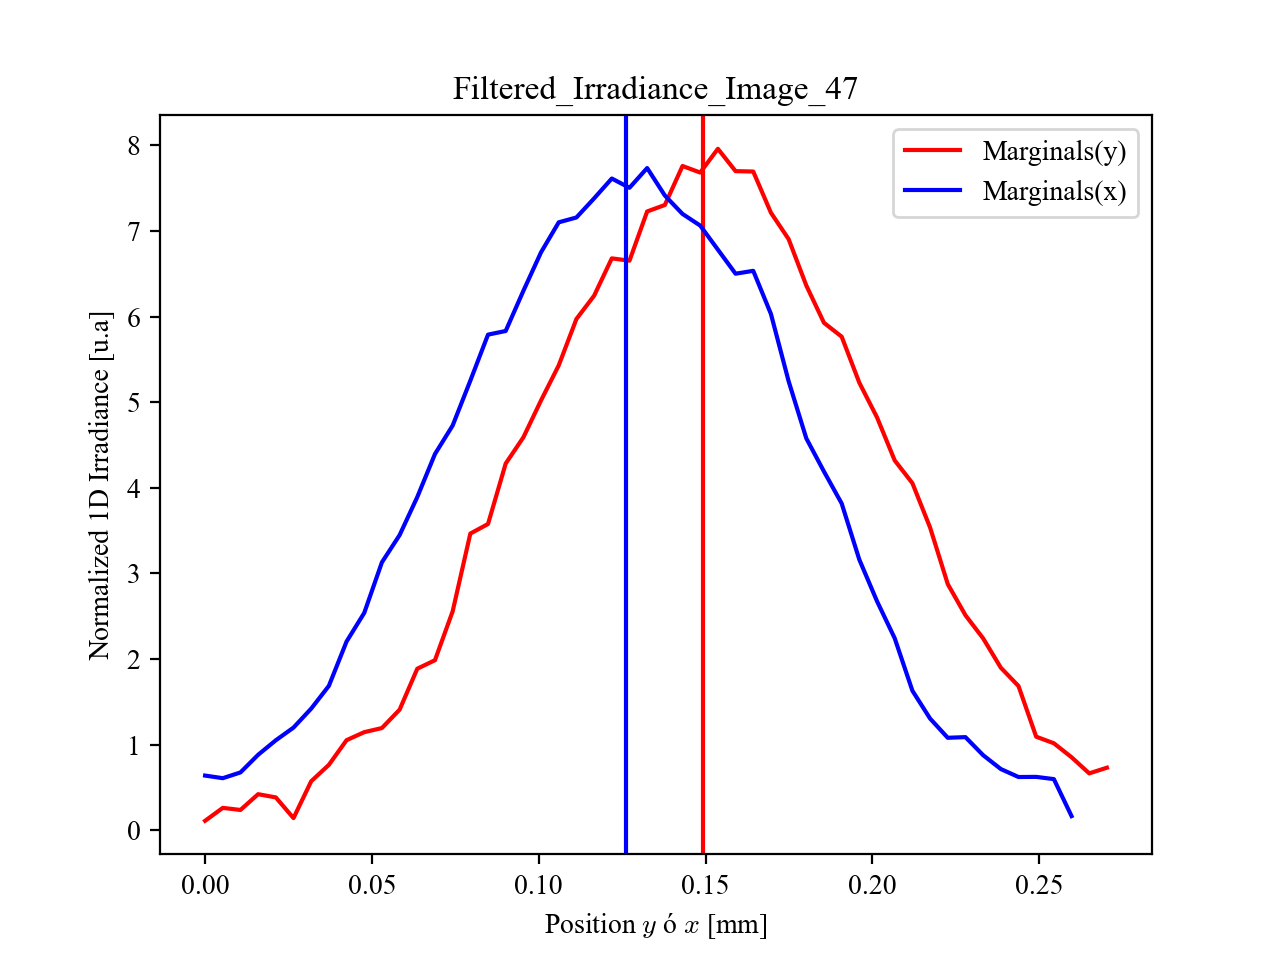 Filtered_Irradiance_Image_47
Marginals(y)
Marginals(x)
Normalized 1D Irradiance [u.a]
8
7
6
5
4
3
2
1
0
0.00 0.05 0.10 0.15 0.20 0.25
Position y ó x [mm]